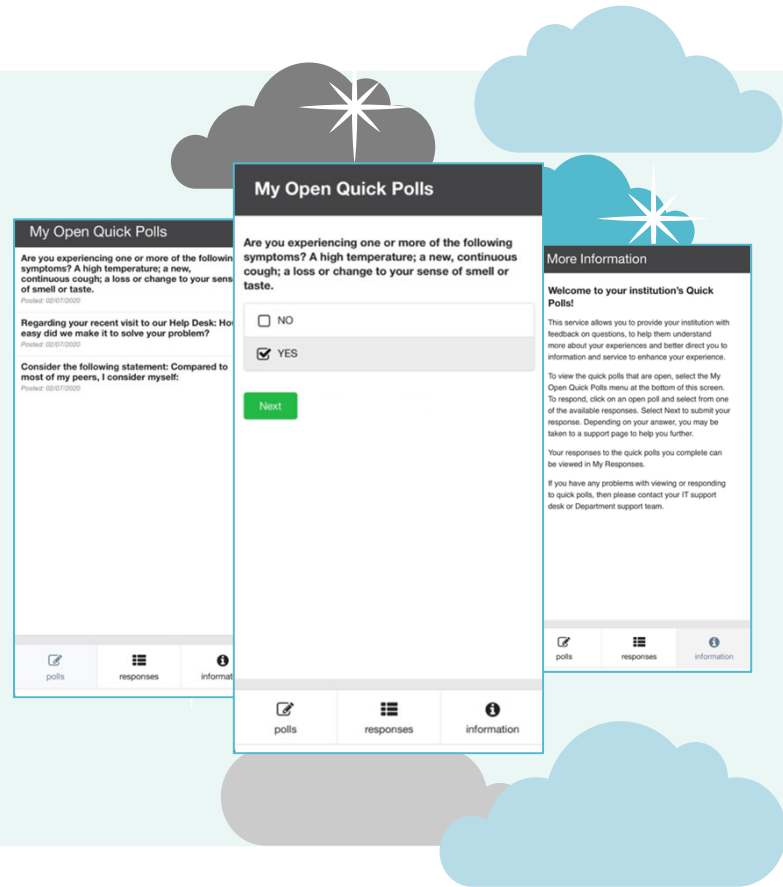 My Open Quick Polls
Are you experiencing one or more of the
symptoms? A high temperature; a new,
continuous cough; a loss or change to your
of smell or taste.
Posted: 02/07/2020
Regarding your recent visit to our Help Desk:
easy did we make it to solve your problem?
Posted: 02/07/2020
Consider the following statement: Compared to
most of my peers, I consider myself:
Posted: 02/07/2020
polls
responses
My Open Quick Polls
Are you experiencing one or more of the following
symptoms? A high temperature; a new, continuous
cough; a loss or change to your sense of smell or
taste.
NO
YES
Next
polls
responses
information
More Information
Welcome to your institution's Quick
Polls!
This service allows you to provide your institution with
feedback on questions, to help them understand
more about your experiences and better direct you to
information and service to enhance your experience.
To view the quick polls that are open, select the My
Open Quick Polls menu at the bottom of this screen.
To respond, click on an open poll and select from one
of the available responses. Select Next to submit your
response. Depending on your answer, you may be
taken to a support page to help you further.
Your responses to the quick polls you complete can
be viewed in My Responses.
If you have any problems with viewing or responding
to quick polls, then please contact your IT support
desk or Department support team.
polls
responses
information